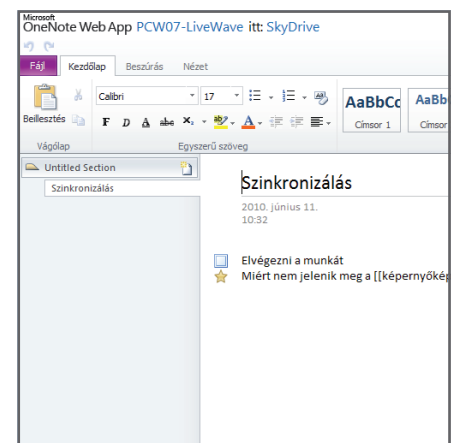 Microsoft
OneNote Web App PCW07-LiveWave itt: SkyDrive
Fájl Kezdőlap Beszúrás Nézet
Beillesztés Calibri 17 AaBbCc AaBb
F D A abc X₂ ab A Címsor 1 Címsor
Vágólap Egyszerű szöveg
Untitled Section
Szinkronizálás
Szinkronizálás
2010. június 11.
10:32
Elvégezni a munkát
Miért nem jelenik meg a [[képernyőkép